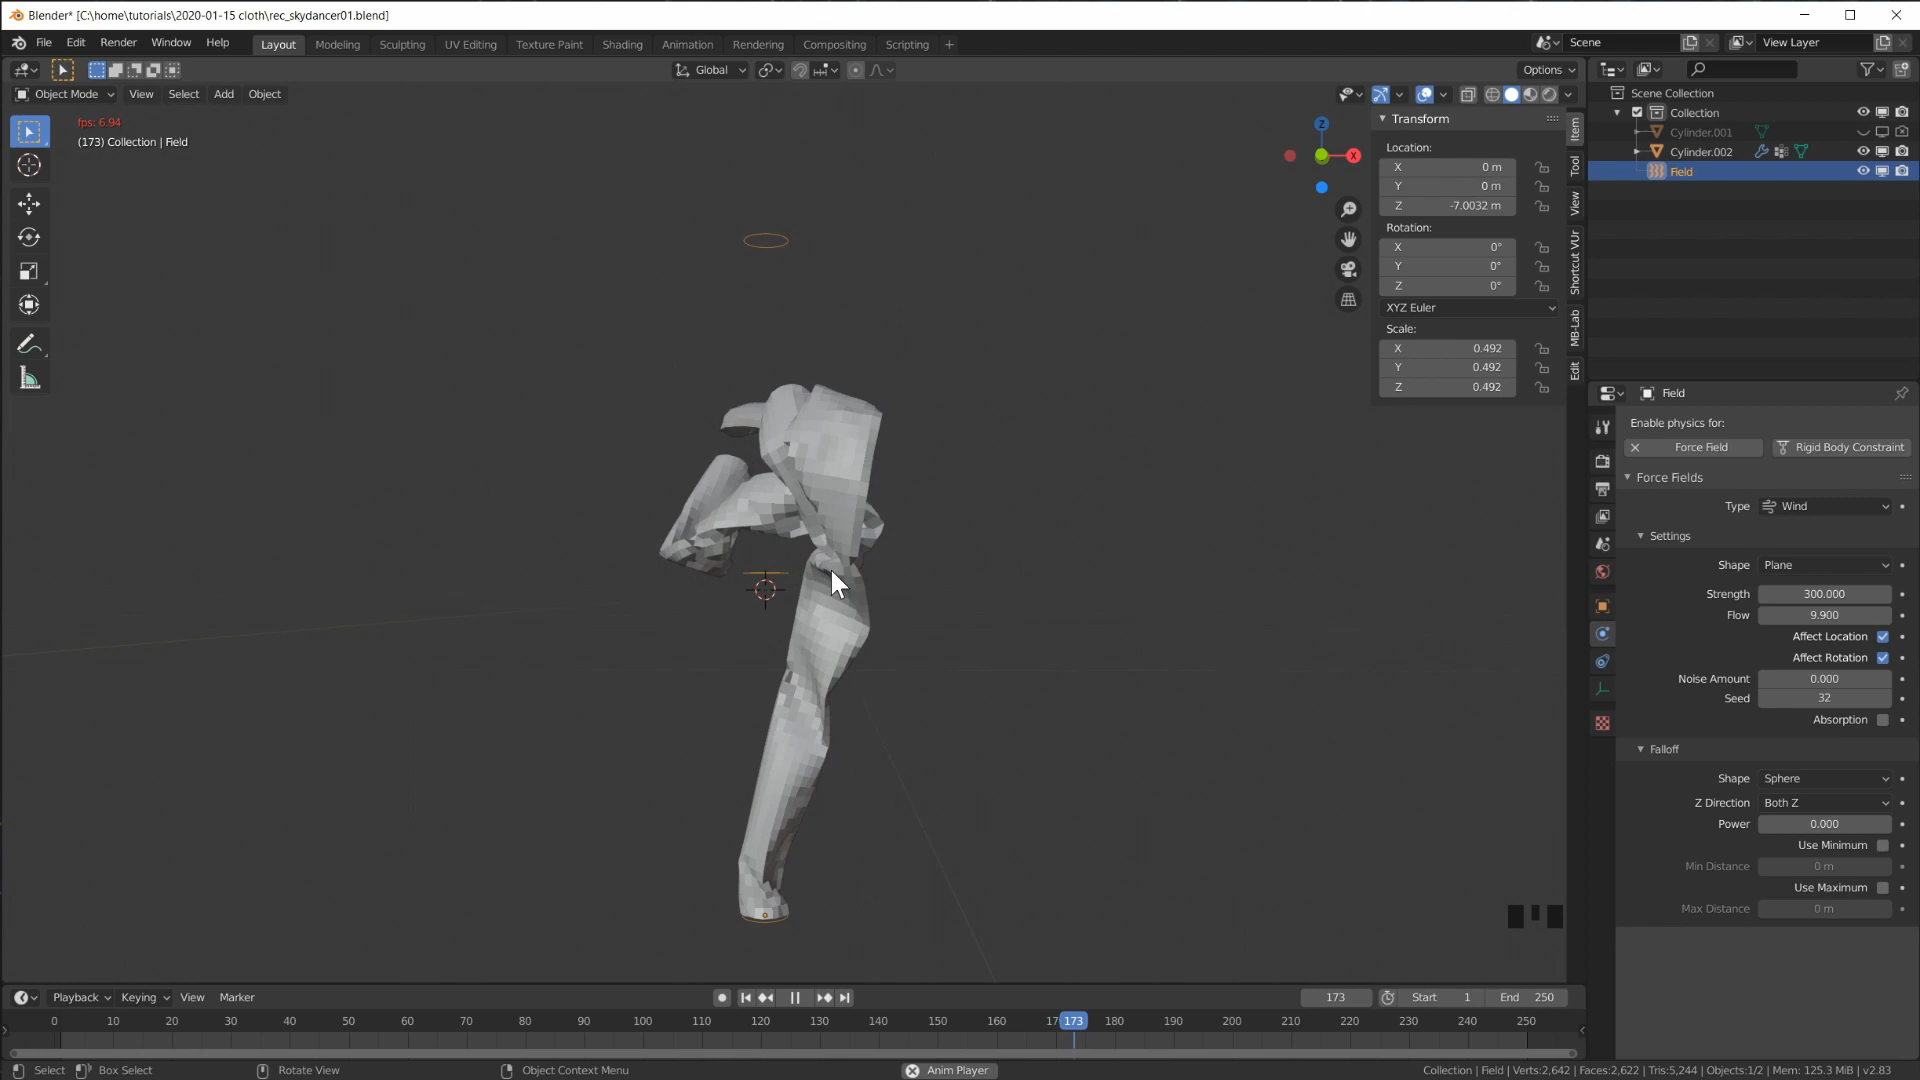 Blender* [C:\home\tutorials\2020-01-15 cloth\rec_skydancer01.blend]
File Edit Render Window Help Layout Modeling Sculpting UV Editing Texture Paint Shading Animation Rendering Compositing Scripting + Scene View Layer
Global Options
Object Mode View Select Add Object
fps: 6.94
(173) Collection | Field
Z
X
Transform
Location:
X 0 m
Y 0 m
Z -7.0032 m
Rotation:
X 0°
Y 0°
Z 0°
XYZ Euler
Scale:
X 0.492
Y 0.492
Z 0.492
Item
Tool
View
Shortcut VUr
MB-Lab
Edit
Scene Collection
Collection
Cylinder.001
Cylinder.002
Field
Field
Enable physics for:
Force Field Rigid Body Constraint
Force Fields
Type Wind
Settings
Shape Plane
Strength 300.000
Flow 9.900
Affect Location
Affect Rotation
Noise Amount 0.000
Seed 32
Absorption
Falloff
Shape Sphere
Z Direction Both Z
Power 0.000
Use Minimum
Min Distance 0 m
Use Maximum
Max Distance 0 m
Playback Keying View Marker 173 Start 1 End 250
0 10 20 30 40 50 60 70 80 90 100 110 120 130 140 150 160 17 173 180 190 200 210 220 230 240 250
Select Box Select Rotate View Object Context Menu Anim Player Collection | Field | Verts:2,642 | Faces:2,622 | Tris:5,244 | Objects:1/2 | Mem: 125.3 MiB | v2.83